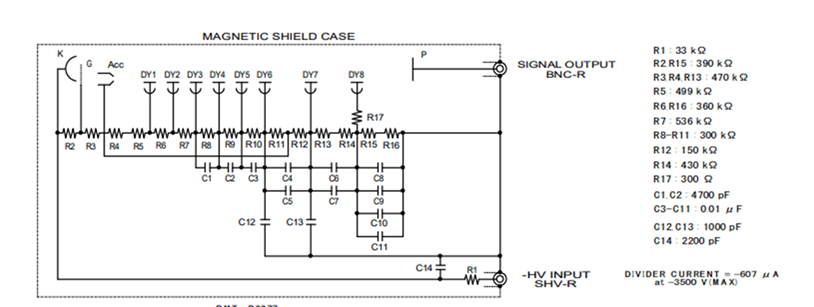 MAGNETIC SHIELD CASE
K
G
Acc
DY1
DY2
DY3
DY4
DY5
DY6
DY7
DY8
P
SIGNAL OUTPUT
BNC-R
R17
R2
R3
R4
R5
R6
R7
R8
R9
R10
R11
R12
R13
R14
R15
R16
C1
C2
C3
C4
C6
C8
C5
C7
C9
C10
C11
C12
C13
C14
R1
-HV INPUT
SHV-R
R1 : 33 kΩ
R2.R15 : 390 kΩ
R3.R4.R13 : 470 kΩ
R5 : 499 kΩ
R6 R16 : 360 kΩ
R7 : 536 kΩ
R8-R11 : 300 kΩ
R12 : 150 kΩ
R14 : 430 kΩ
R17 : 300 Ω
C1.C2 : 4700 pF
C3-C11 : 0.01 μF
C12.C13 : 1000 pF
C14 : 2200 pF
DIVIDER CURRENT = -607 μA
at -3500 V(MAX)